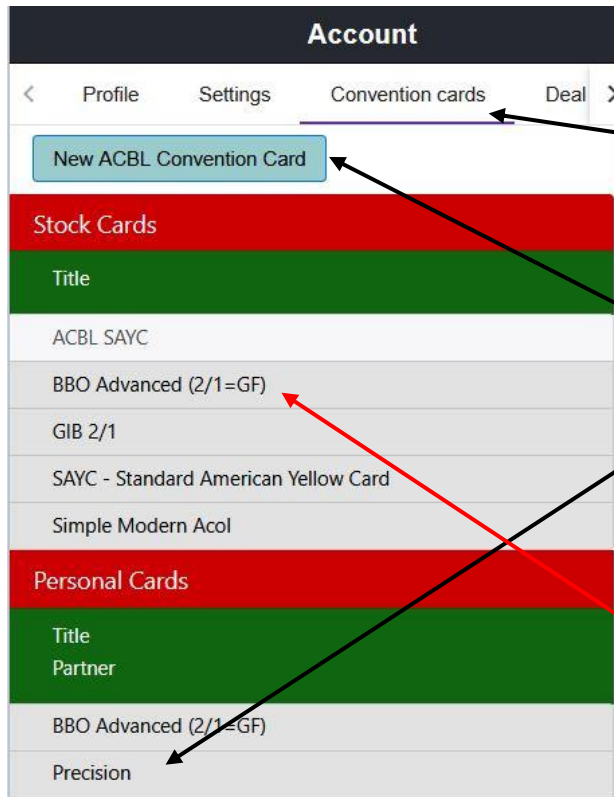 Account
Profile Settings Convention cards Deal
New ACBL Convention Card
Stock Cards
Title
ACBL SAYC
BBO Advanced (2/1=GF)
GIB 2/1
SAYC - Standard American Yellow Card
Simple Modern Acol
Personal Cards
Title
Partner
BBO Advanced (2/1=GF)
Precision